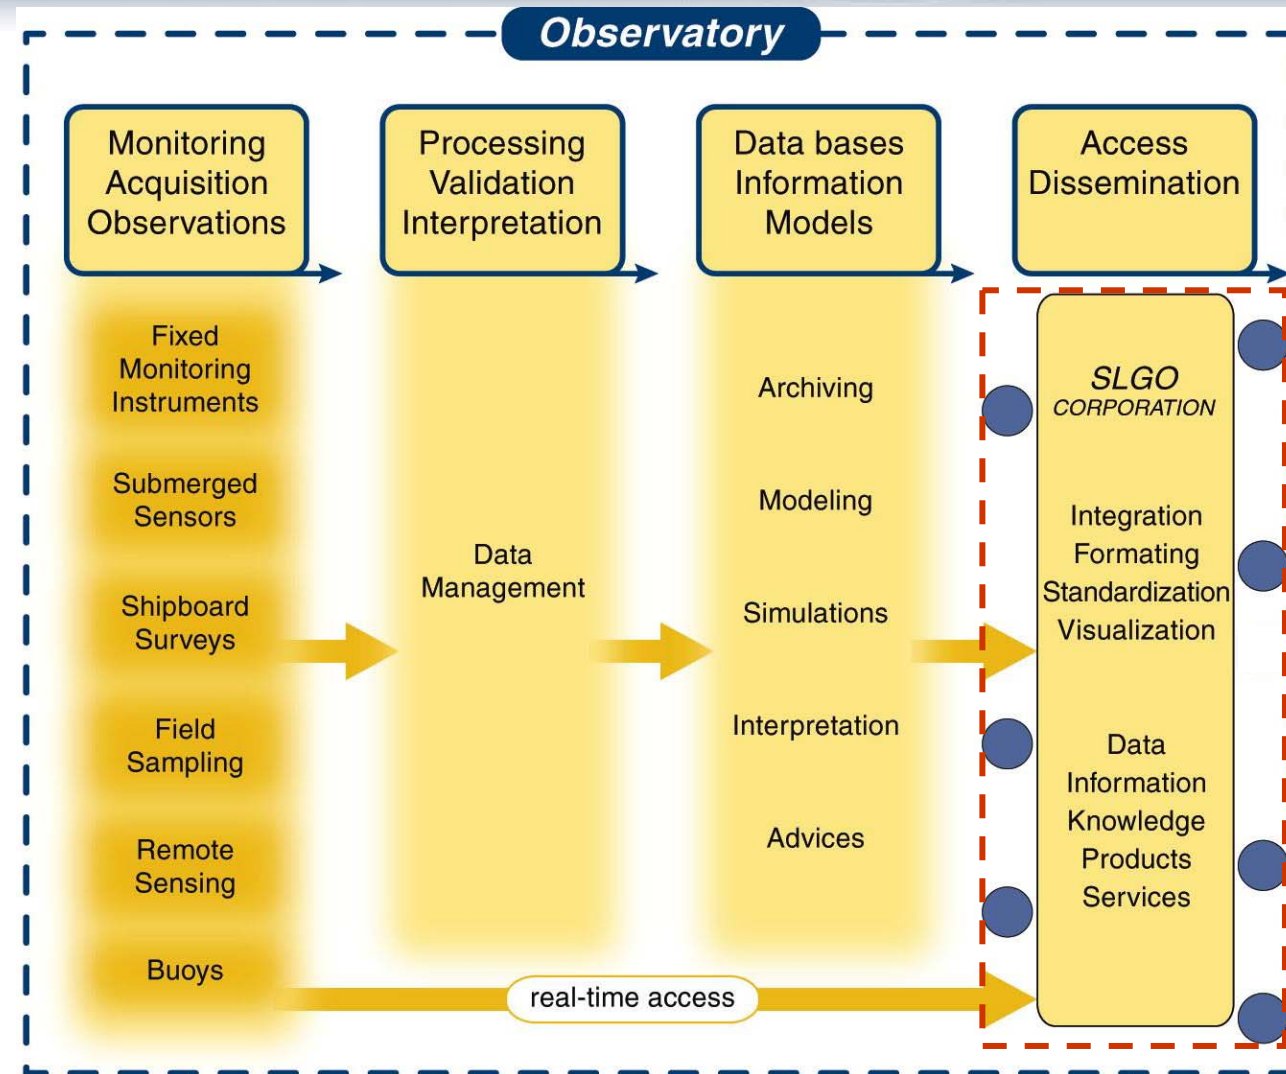 Observatory
Monitoring
Acquisition
Observations
Processing
Validation
Interpretation
Data bases
Information
Models
Access
Dissemination
Fixed
Monitoring
Instruments
Submerged
Sensors
Shipboard
Surveys
Field
Sampling
Remote
Sensing
Buoys
Data
Management
Archiving
Modeling
Simulations
Interpretation
Advices
SLGO
CORPORATION
Integration
Formating
Standardization
Visualization
Data
Information
Knowledge
Products
Services
real-time access